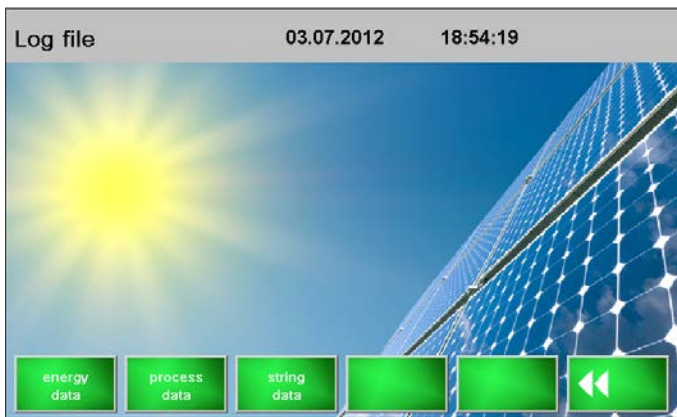 Log file 03.07.2012 18:54:19
energy data
process data
string data